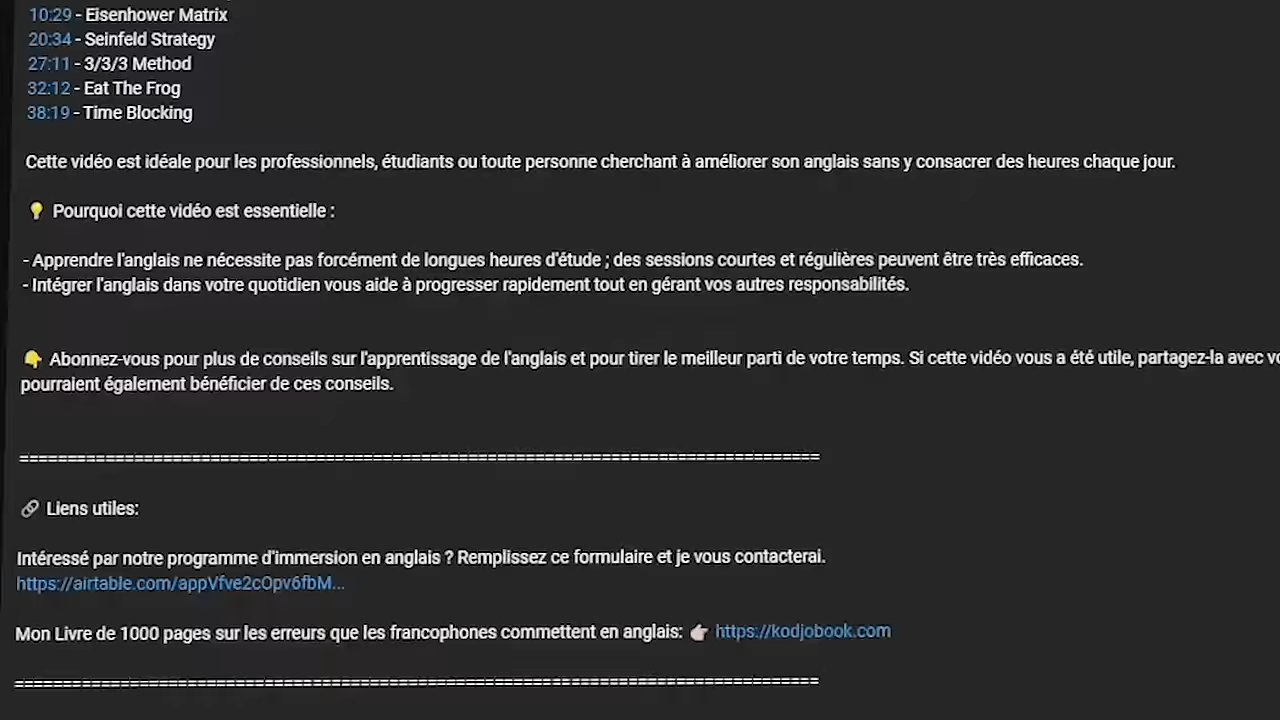 10:29 - Eisenhower Matrix
20:34 - Seinfeld Strategy
27:11 - 3/3/3 Method
32:12 - Eat The Frog
38:19 - Time Blocking
Cette vidéo est idéale pour les professionnels, étudiants ou toute personne cherchant à améliorer son anglais sans y consacrer des heures chaque jour.
💡 Pourquoi cette vidéo est essentielle :
- Apprendre l'anglais ne nécessite pas forcément de longues heures d'étude ; des sessions courtes et régulières peuvent être très efficaces.
- Intégrer l'anglais dans votre quotidien vous aide à progresser rapidement tout en gérant vos autres responsabilités.
👇 Abonnez-vous pour plus de conseils sur l'apprentissage de l'anglais et pour tirer le meilleur parti de votre temps. Si cette vidéo vous a été utile, partagez-la avec
pourraient également bénéficier de ces conseils.
===================================================================================
🔗 Liens utiles:
Intéressé par notre programme d'immersion en anglais ? Remplissez ce formulaire et je vous contacterai.
https://airtable.com/appVfve2cOpv6fbM...
Mon Livre de 1000 pages sur les erreurs que les francophones commettent en anglais: 👉🏻 https://kodjobook.com
===================================================================================